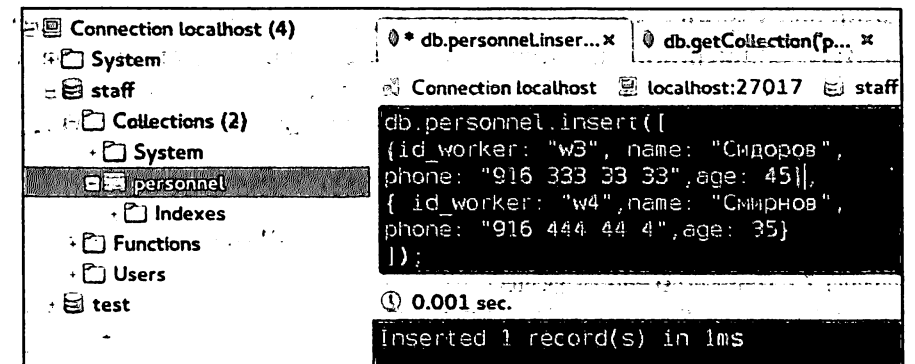 Connection localhost (4)
System
staff
Collections (2)
System
personnel
Indexes
Functions
Users
test
* db.personnel.inser... ×
db.getCollection('p... ×
Connection localhost
localhost:27017
staff
db.personnel.insert([
{id_worker: "w3", name: "Сидоров",
phone: "916 333 33 33",age: 45},
{ id_worker: "w4",name: "Смирнов",
phone: "916 444 44 4",age: 35}
]);
0.001 sec.
Inserted 1 record(s) in 1ms